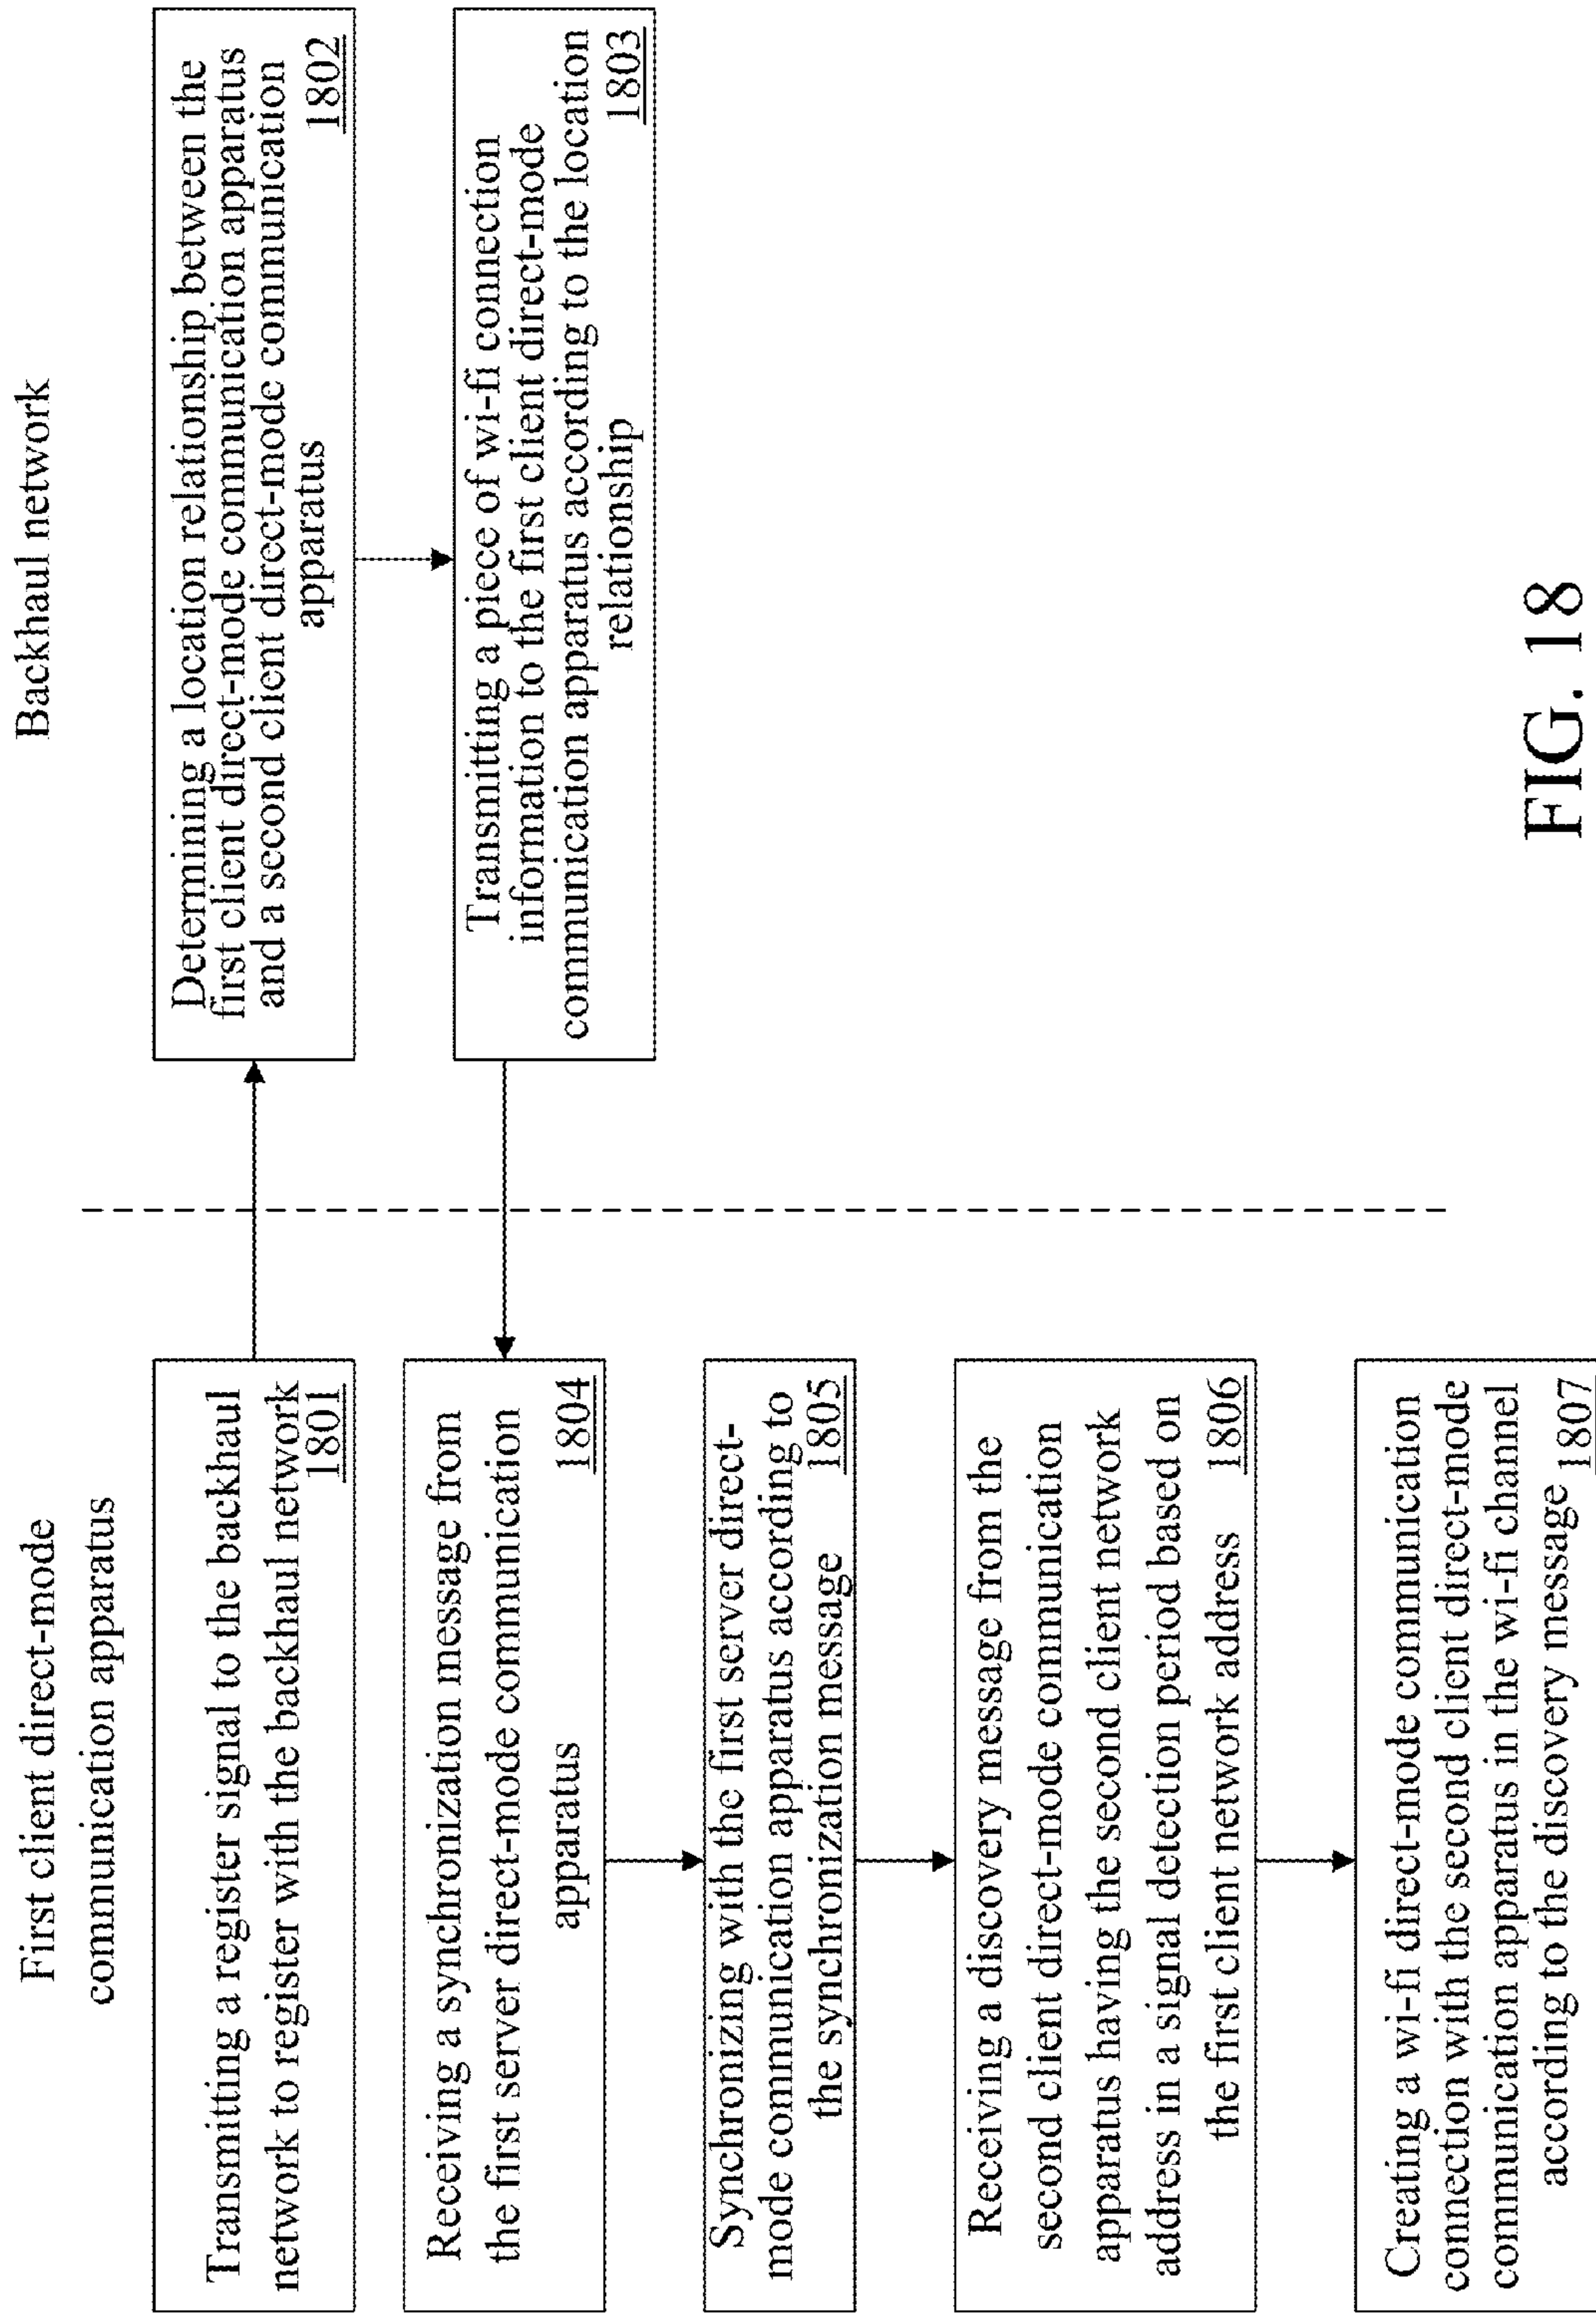 First client direct-mode
communication apparatus
Backhaul network
Transmitting a register signal to the backhaul
network to register with the backhaul network
1801
Determining a location relationship between the
first client direct-mode communication apparatus
and a second client direct-mode communication
apparatus
1802
Transmitting a piece of wi-fi connection
information to the first client direct-mode
communication apparatus according to the location
relationship
1803
Receiving a synchronization message from
the first server direct-mode communication
apparatus
1804
Synchronizing with the first server direct-
mode communication apparatus according to
the synchronization message 1805
Receiving a discovery message from the
second client direct-mode communication
apparatus having the second client network
address in a signal detection period based on
the first client network address 1806
Creating a wi-fi direct-mode communication
connection with the second client direct-mode
communication apparatus in the wi-fi channel
according to the discovery message 1807
FIG. 18